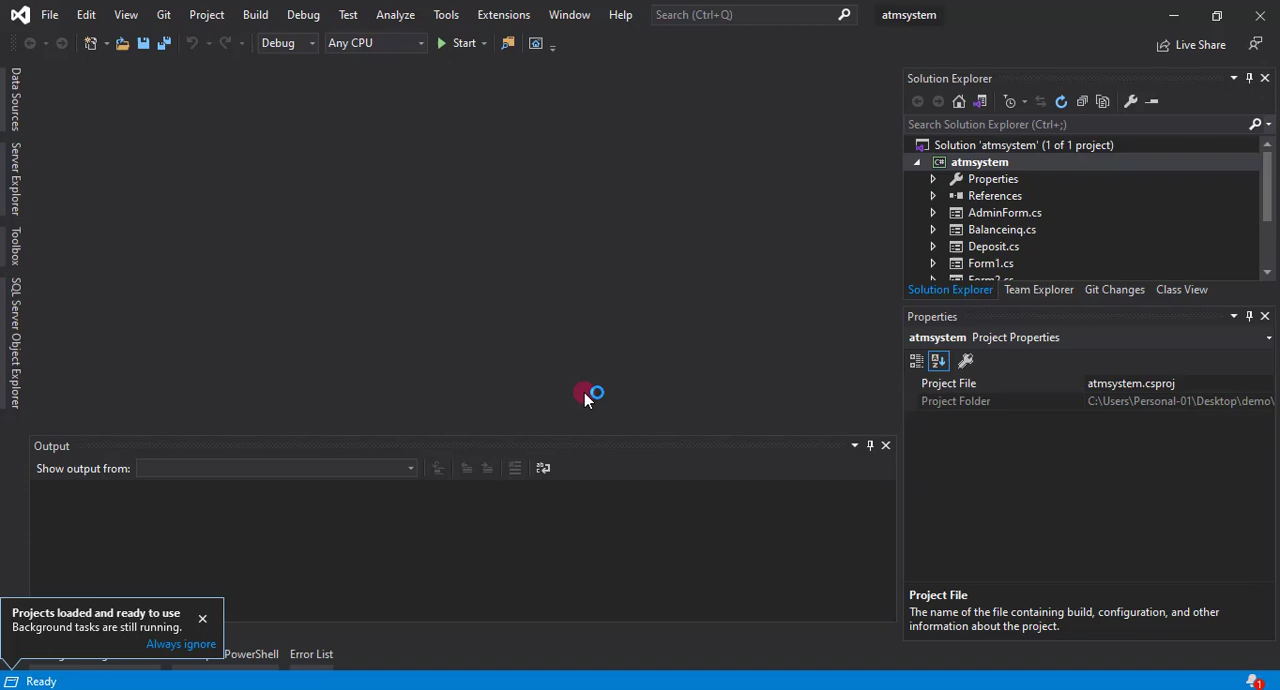 File Edit View Git Project Build Debug Test Analyze Tools Extensions Window Help Search (Ctrl+Q) atmsystem
Debug Any CPU Start Live Share
Data Sources
Server Explorer
Toolbox
SQL Server Object Explorer
Solution Explorer
Search Solution Explorer (Ctrl+;)
Solution 'atmsystem' (1 of 1 project)
C# atmsystem
Properties
References
AdminForm.cs
Balanceinq.cs
Deposit.cs
Form1.cs
Form2.cs
Solution Explorer Team Explorer Git Changes Class View
Properties
atmsystem Project Properties
Project File atmsystem.csproj
Project Folder C:\Users\Personal-01\Desktop\demo\
Project File
The name of the file containing build, configuration, and other
information about the project.
Output
Show output from:
Projects loaded and ready to use
Background tasks are still running.
Always ignore
PowerShell Error List
Ready 1